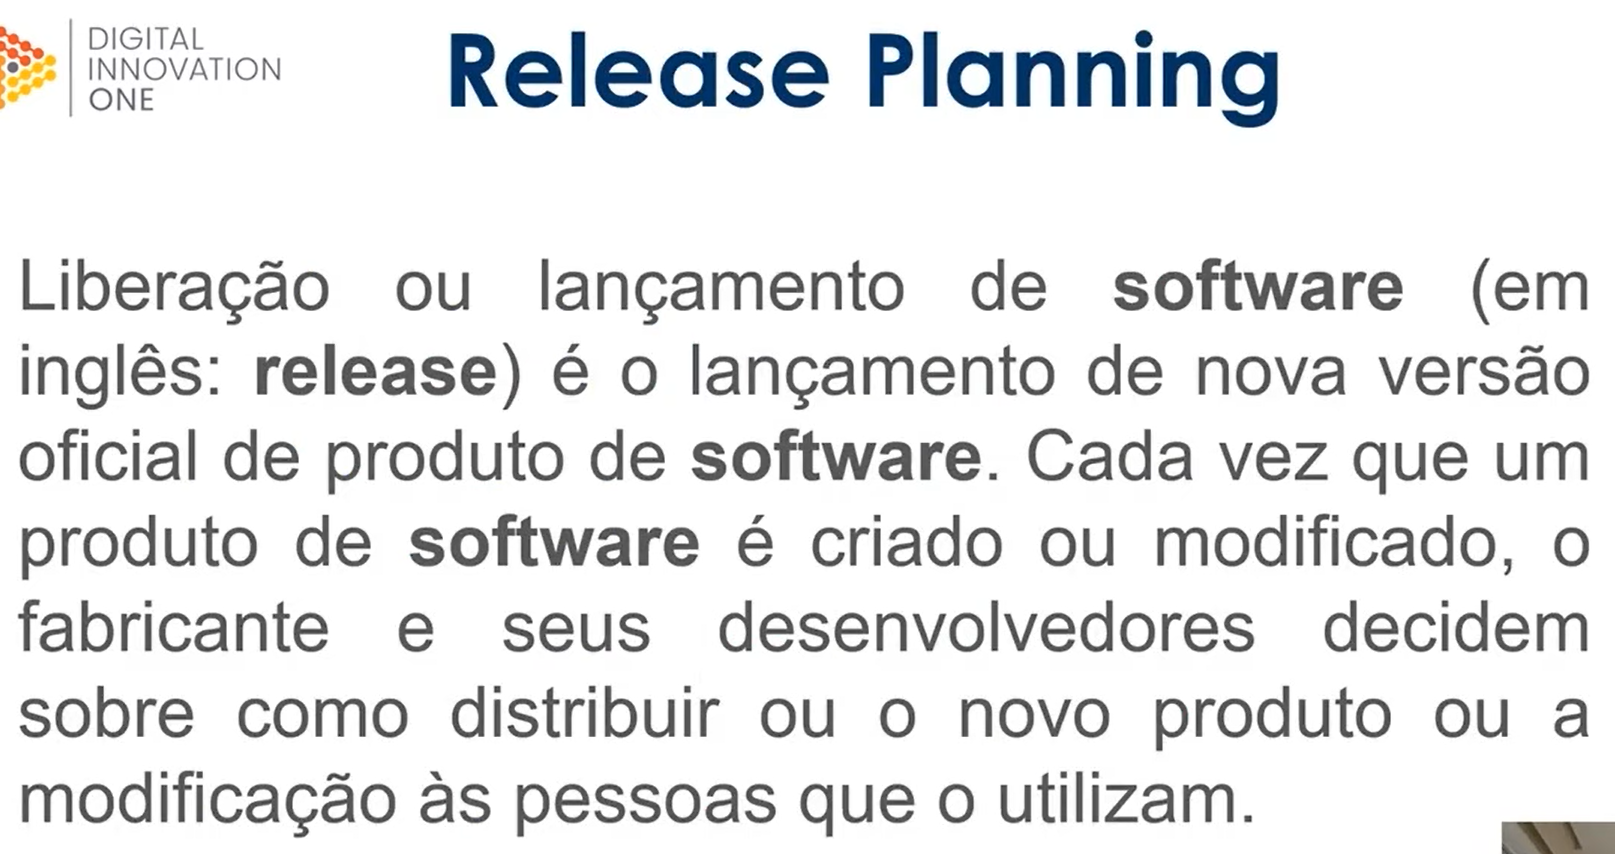 DIGITAL
INNOVATION
ONE
Release Planning
Liberação ou lançamento de software (em
inglês: release) é o lançamento de nova versão
oficial de produto de software. Cada vez que um
produto de software é criado ou modificado, o
fabricante e seus desenvolvedores decidem
sobre como distribuir ou o novo produto ou a
modificação às pessoas que o utilizam.